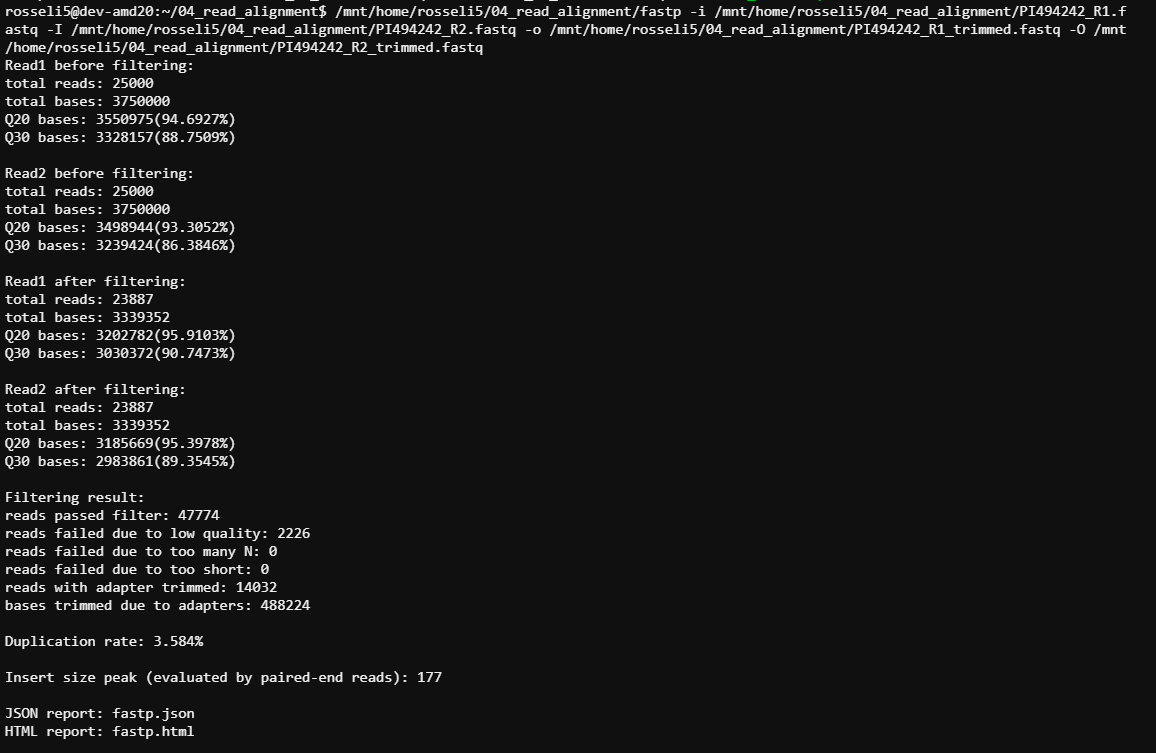 rosseli5@dev-amd20:~/04_read_alignment$ /mnt/home/rosseli5/04_read_alignment/fastp -i /mnt/home/rosseli5/04_read_alignment/PI494242_R1.f
astq -I /mnt/home/rosseli5/04_read_alignment/PI494242_R2.fastq -o /mnt/home/rosseli5/04_read_alignment/PI494242_R1_trimmed.fastq -O /mnt
/home/rosseli5/04_read_alignment/PI494242_R2_trimmed.fastq
Read1 before filtering:
total reads: 25000
total bases: 3750000
Q20 bases: 3550975(94.6927%)
Q30 bases: 3328157(88.7509%)

Read2 before filtering:
total reads: 25000
total bases: 3750000
Q20 bases: 3498944(93.3052%)
Q30 bases: 3239424(86.3846%)

Read1 after filtering:
total reads: 23887
total bases: 3339352
Q20 bases: 3202782(95.9103%)
Q30 bases: 3030372(90.7473%)

Read2 after filtering:
total reads: 23887
total bases: 3339352
Q20 bases: 3185669(95.3978%)
Q30 bases: 2983861(89.3545%)

Filtering result:
reads passed filter: 47774
reads failed due to low quality: 2226
reads failed due to too many N: 0
reads failed due to too short: 0
reads with adapter trimmed: 14032
bases trimmed due to adapters: 488224

Duplication rate: 3.584%

Insert size peak (evaluated by paired-end reads): 177

JSON report: fastp.json
HTML report: fastp.html